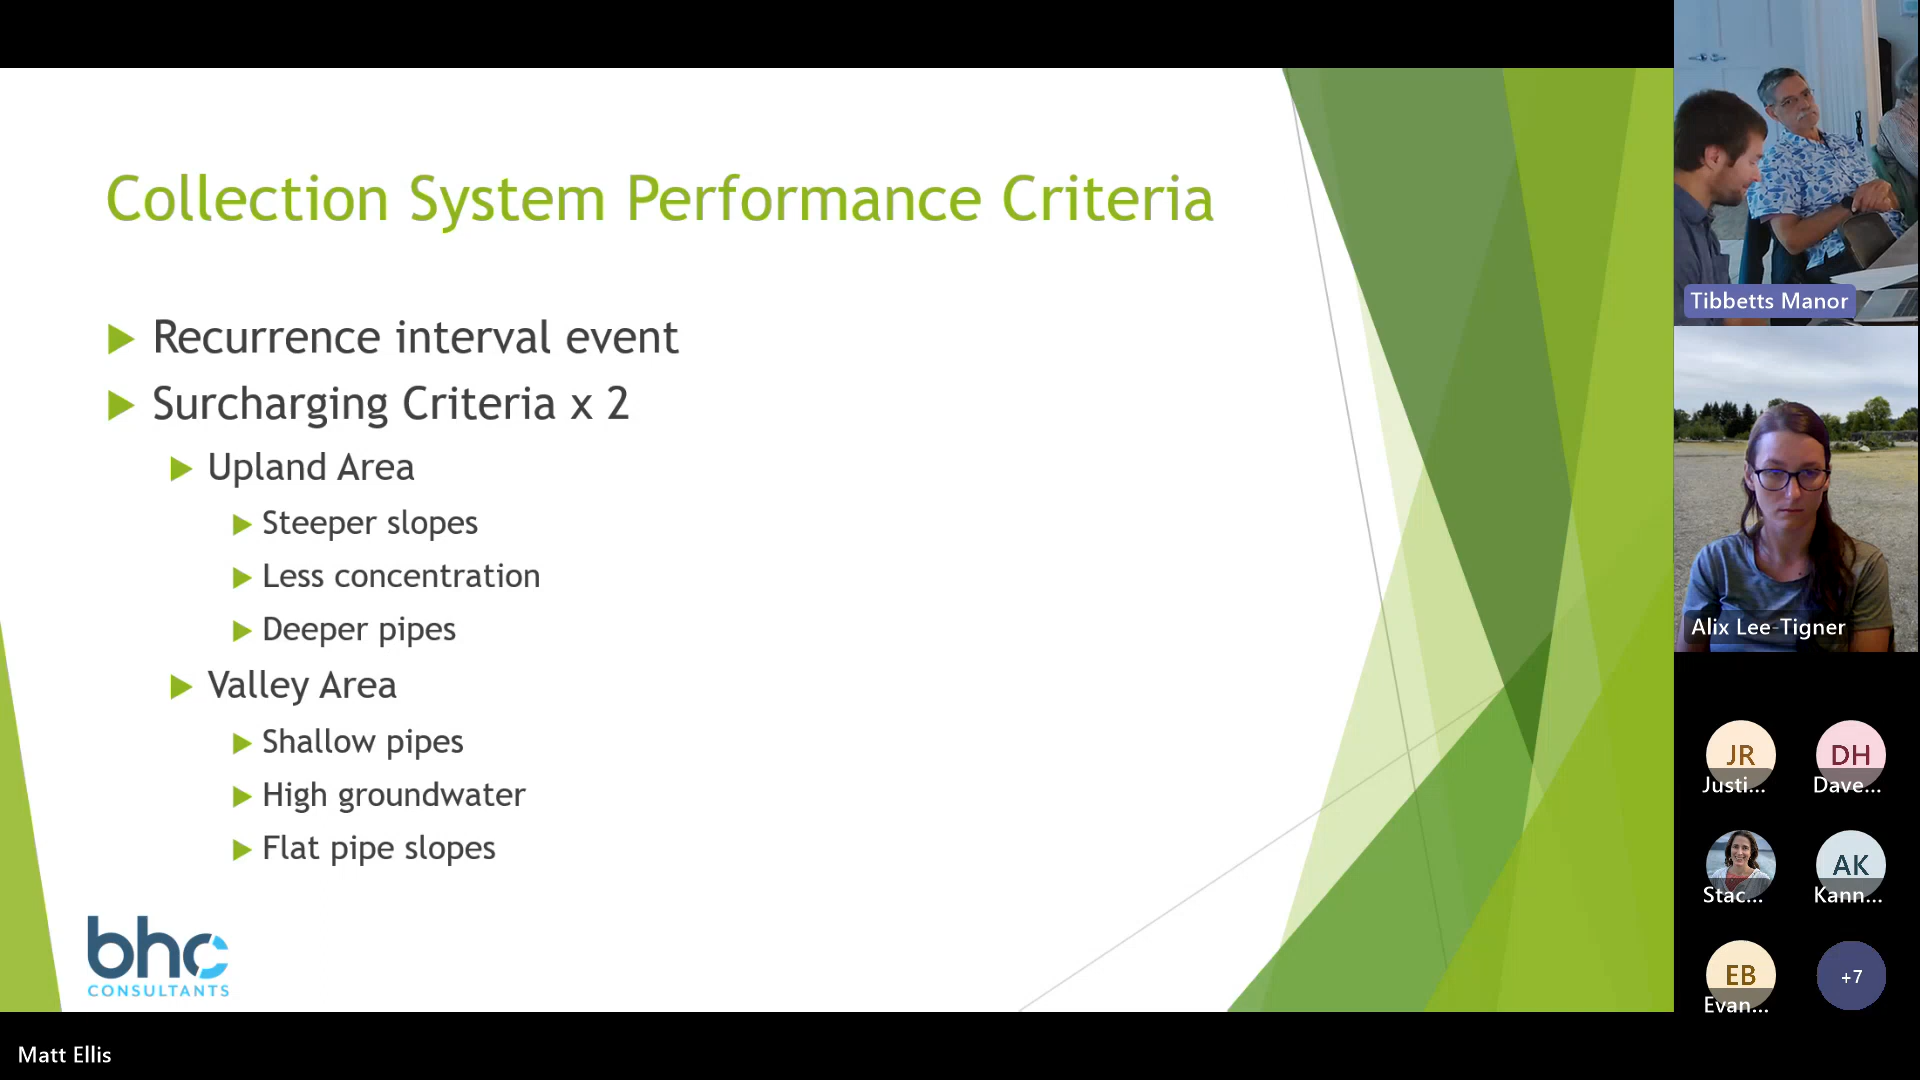 Collection System Performance Criteria
Recurrence interval event
Surcharging Criteria x 2
Upland Area
Steeper slopes
Less concentration
Deeper pipes
Valley Area
Shallow pipes
High groundwater
Flat pipe slopes
bhc
CONSULTANTS
Matt Ellis
Tibbetts Manor
Alix Lee-Tigner
JR
Justi...
DH
Dave...
Stac...
AK
Kann...
EB
Evan...
+7